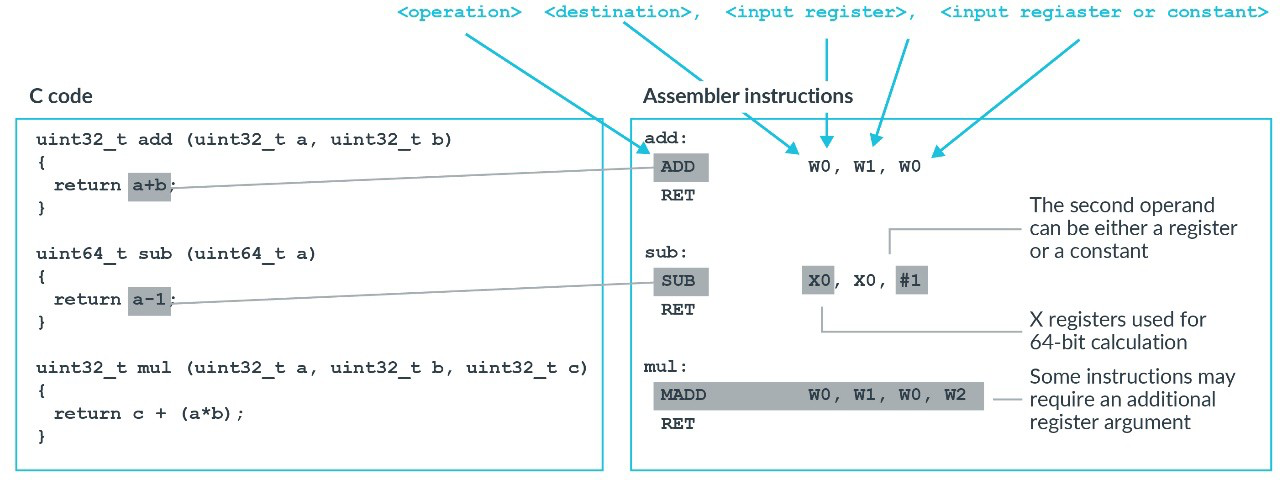 <operation> <destination>, <input register>, <input regiaster or constant>
C code
uint32_t add (uint32_t a, uint32_t b)
{
return a+b;
}
uint64_t sub (uint64_t a)
{
return a-1;
}
uint32_t mul (uint32_t a, uint32_t b, uint32_t c)
{
return c + (a*b);
}
Assembler instructions
add:
ADD W0, W1, W0
RET
The second operand
can be either a register
or a constant
sub:
SUB X0, X0, #1
RET
X registers used for
64-bit calculation
mul:
MADD W0, W1, W0, W2
RET
Some instructions may
require an additional
register argument